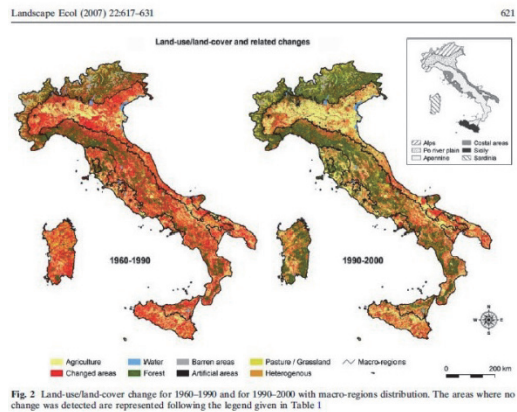 Landscape Ecol (2007) 22:617–631 621
Land-use/land-cover and related changes
Alps Costal areas
Po river plain Sicily
Apennine Sardinia
1960-1990 1990-2000
N
Agriculture Water Barren areas Pasture / Grassland Macro-regions
Changed areas Forest Artificial areas Heterogenous
0 200 km
Fig. 2 Land-use/land-cover change for 1960–1990 and for 1990–2000 with macro-regions distribution. The areas where no
change was detected are represented following the legend given in Table 1